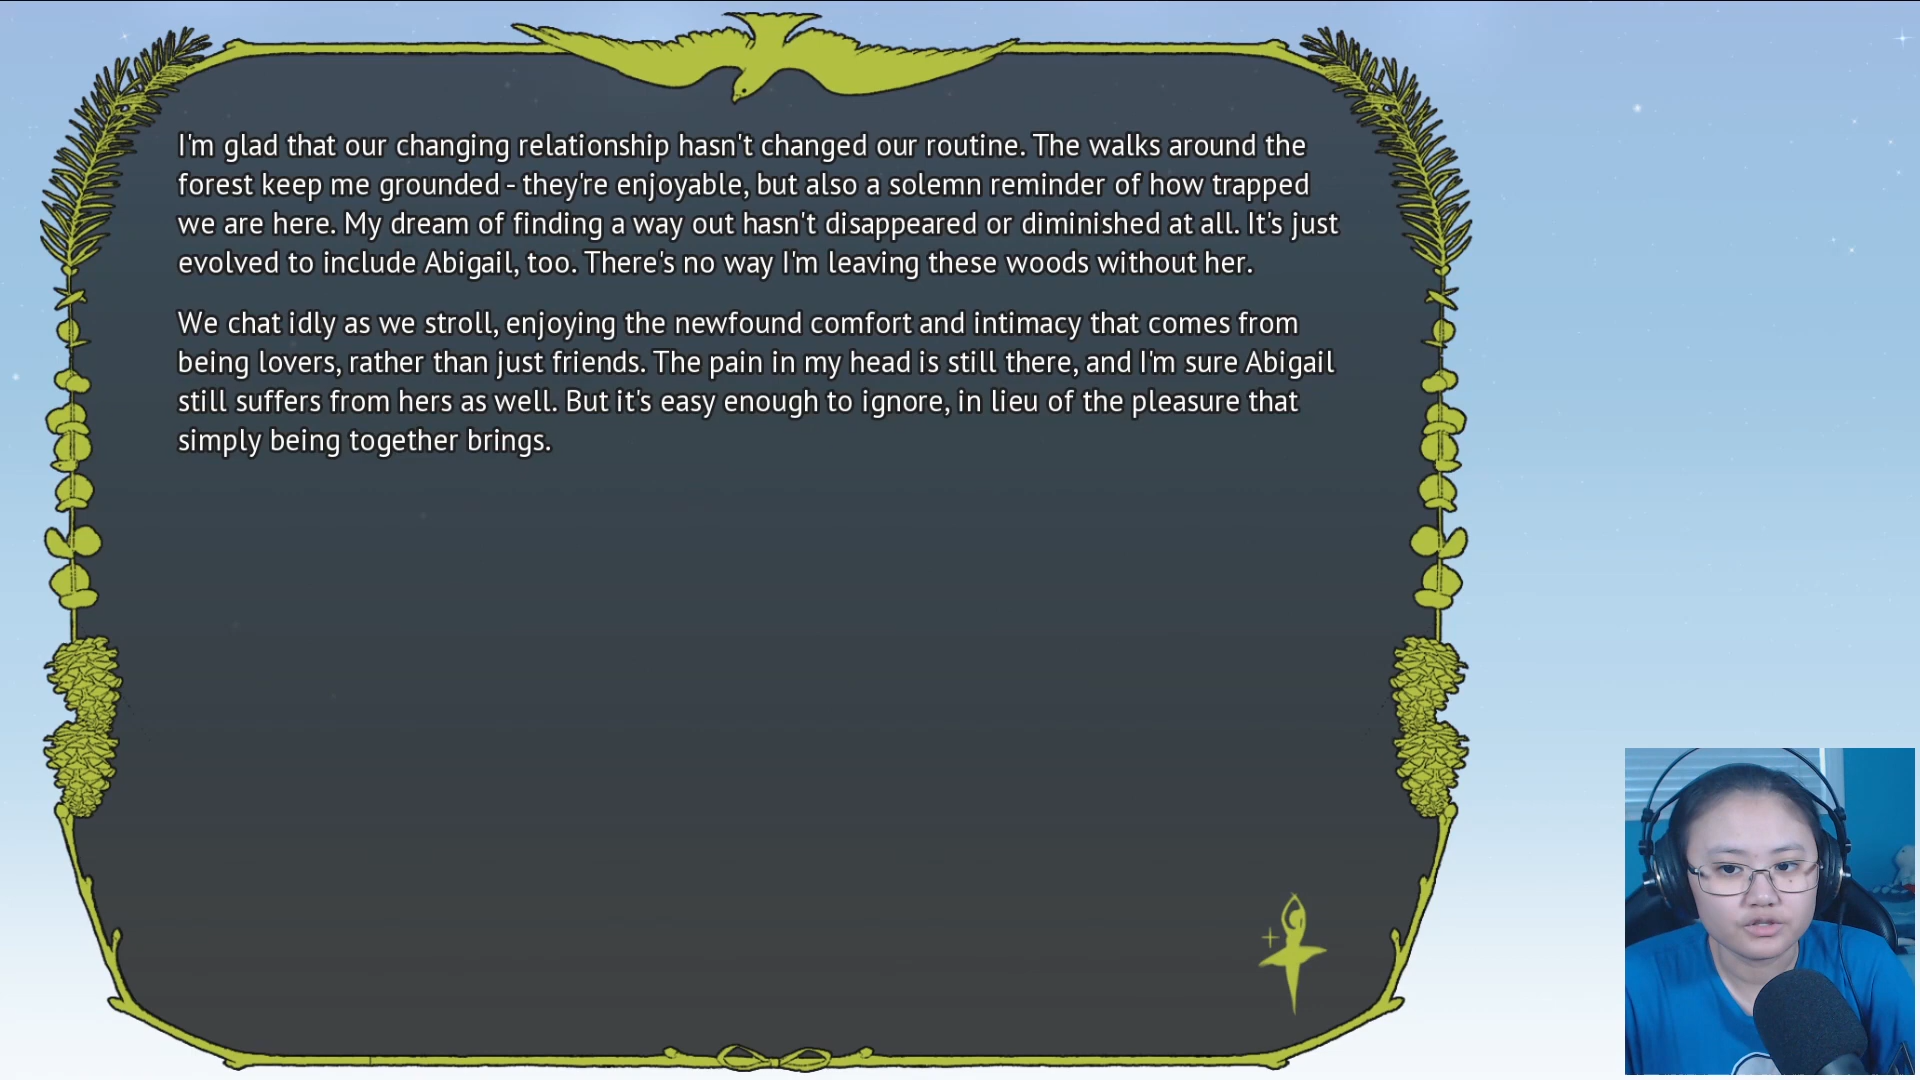 I'm glad that our changing relationship hasn't changed our routine. The walks around the
forest keep me grounded - they're enjoyable, but also a solemn reminder of how trapped
we are here. My dream of finding a way out hasn't disappeared or diminished at all. It's just
evolved to include Abigail, too. There's no way I'm leaving these woods without her.
We chat idly as we stroll, enjoying the newfound comfort and intimacy that comes from
being lovers, rather than just friends. The pain in my head is still there, and I'm sure Abigail
still suffers from hers as well. But it's easy enough to ignore, in lieu of the pleasure that
simply being together brings.